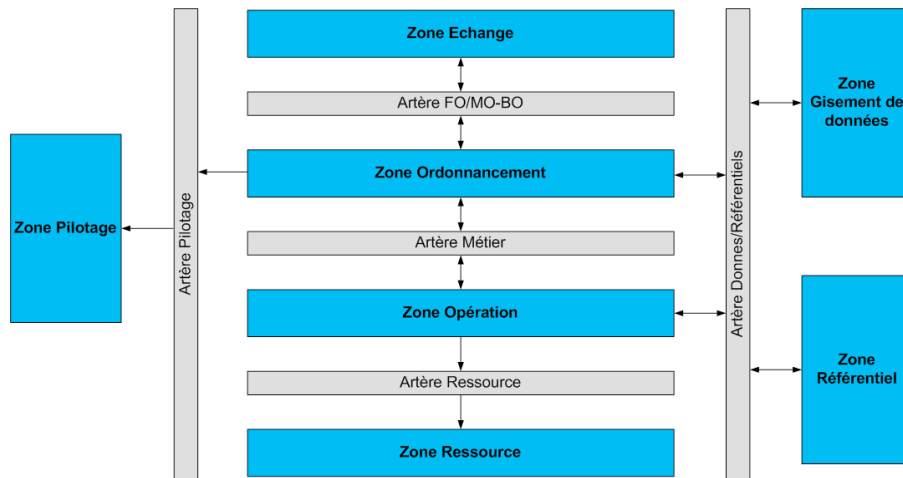 Zone Echange
Artère FO/MO-BO
Zone Ordonnancement
Artère Métier
Zone Opération
Artère Ressource
Zone Ressource
Zone Pilotage
Artère Pilotage
Artère Donnes/Référentiels
Zone
Gisement de
données
Zone
Référentiel